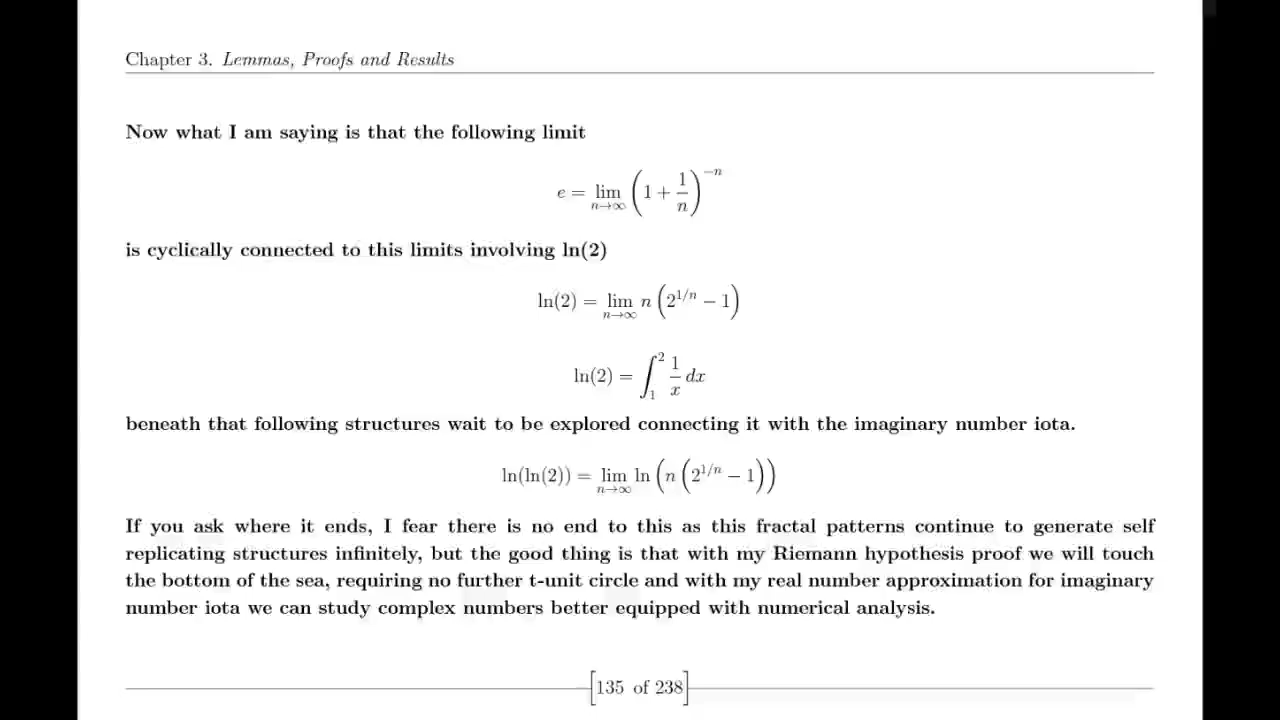 Chapter 3. Lemmas, Proofs and Results
Now what I am saying is that the following limit
e = lim_{n→∞} (1 + 1/n)^{−n}
is cyclically connected to this limits involving ln(2)
ln(2) = lim_{n→∞} n (2^{1/n} − 1)
ln(2) = ∫_1^2 1/x dx
beneath that following structures wait to be explored connecting it with the imaginary number iota.
ln(ln(2)) = lim_{n→∞} ln (n (2^{1/n} − 1))
If you ask where it ends, I fear there is no end to this as this fractal patterns continue to generate self
replicating structures infinitely, but the good thing is that with my Riemann hypothesis proof we will touch
the bottom of the sea, requiring no further t-unit circle and with my real number approximation for imaginary
number iota we can study complex numbers better equipped with numerical analysis.
[135 of 238]